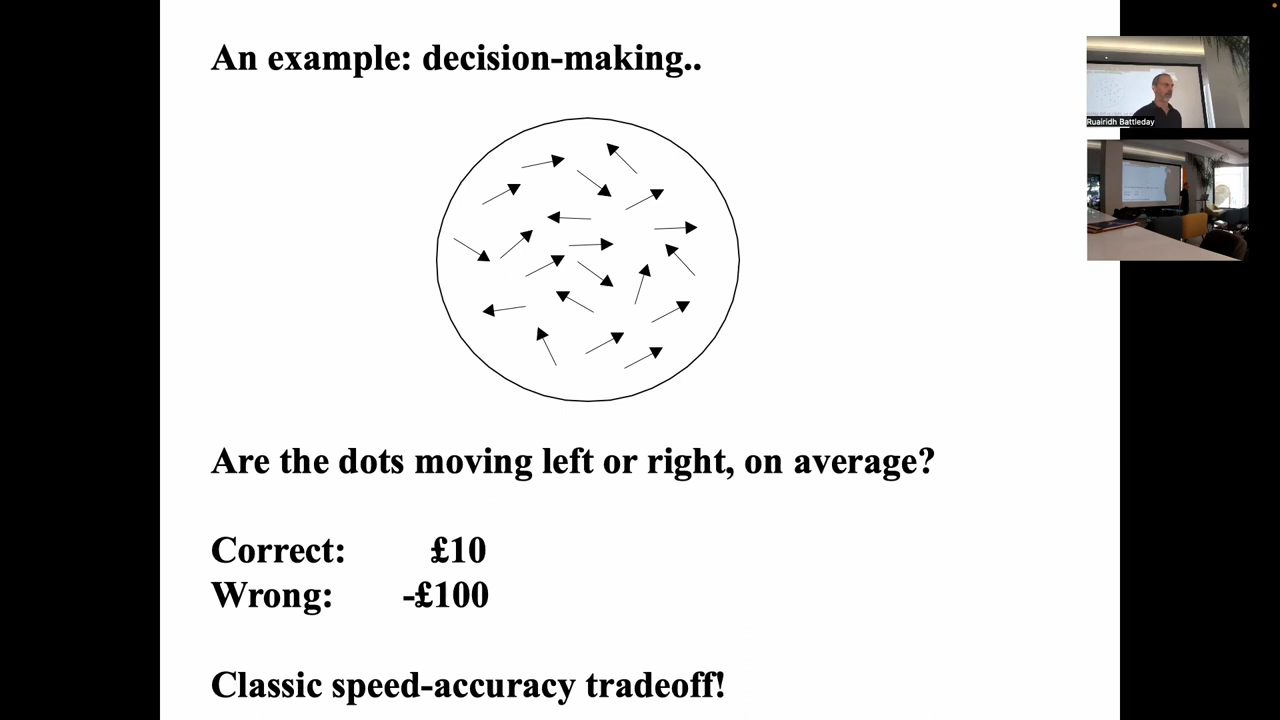 An example: decision-making..
Are the dots moving left or right, on average?
Correct: £10
Wrong: -£100
Classic speed-accuracy tradeoff!
Ruairidh Battleday